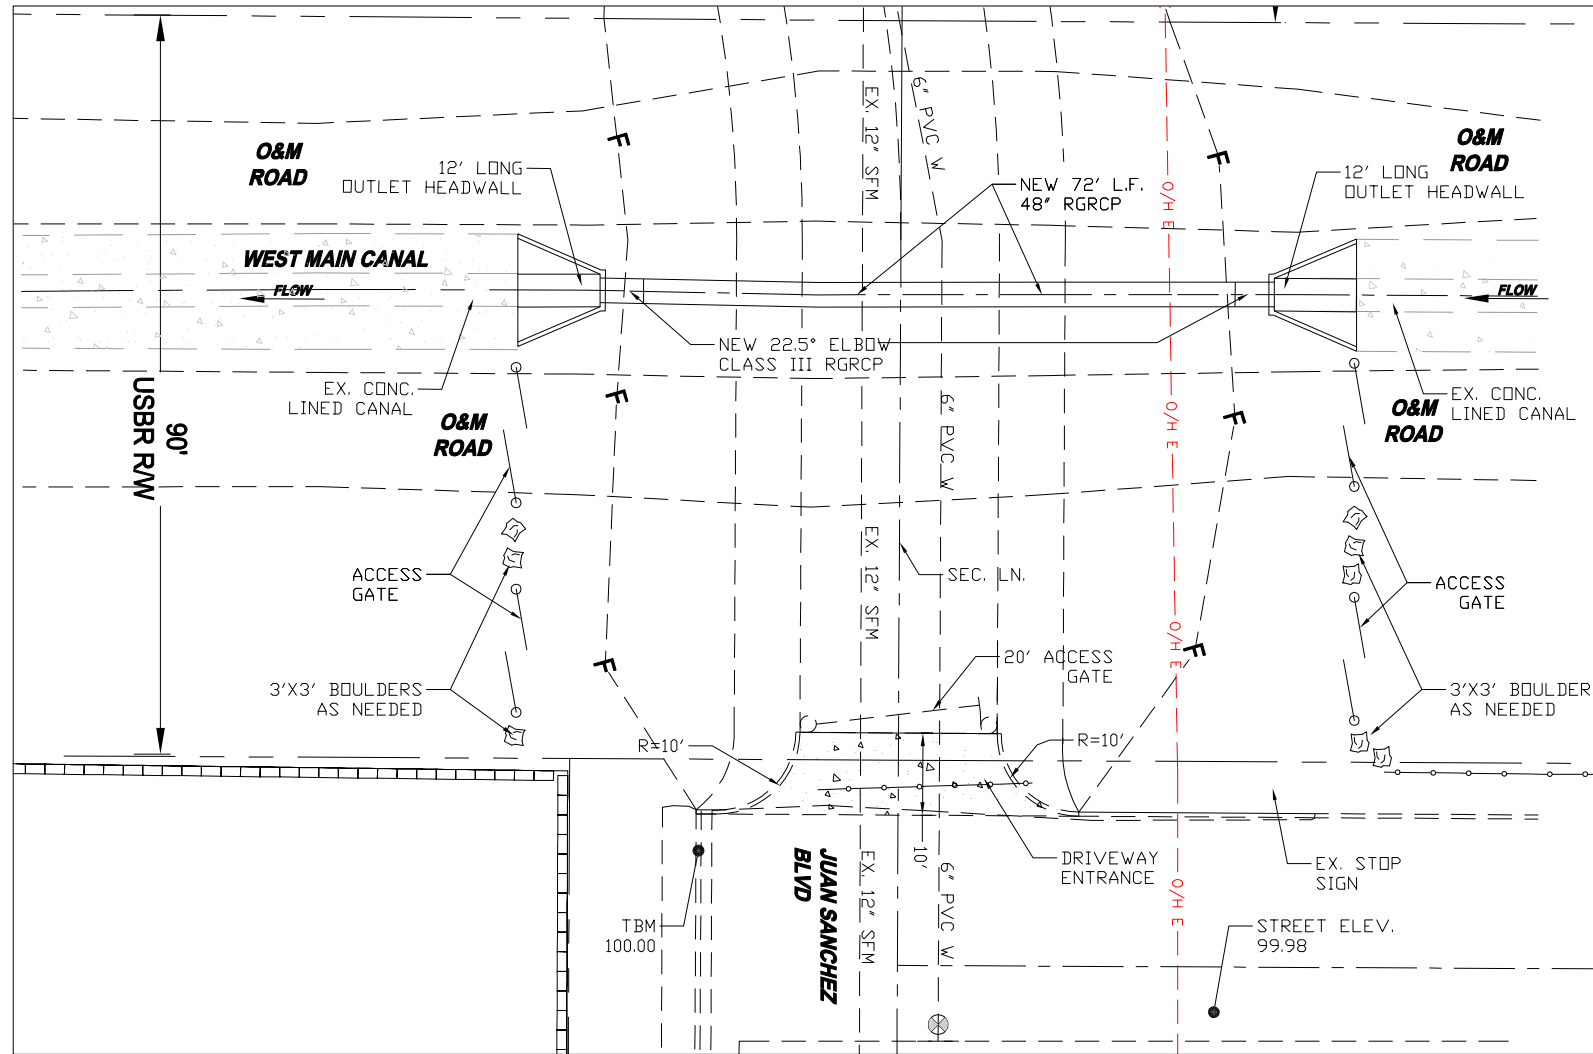 EX. 12" SFM
6" PVC W
F
F
O&M
ROAD
12' LONG
OUTLET HEADWALL
NEW 72' L.F.
48" RGRCP
O/H E
12' LONG
OUTLET HEADWALL
O&M
ROAD
WEST MAIN CANAL
FLOW
FLOW
NEW 22.5° ELBOW
CLASS III RGRCP
EX. CONC.
LINED CANAL
90'
USBR R/W
O&M
ROAD
F
6" PVC W
O/H E
F
EX. CONC.
LINED CANAL
O&M
ROAD
ACCESS
GATE
EX. 12" SFM
SEC. LN.
ACCESS
GATE
3'X3' BOULDERS
AS NEEDED
F
20' ACCESS
GATE
O/H E
F
3'X3' BOULDER
AS NEEDED
R=10'
R=10'
10'
DRIVEWAY
ENTRANCE
EX. STOP
SIGN
JUAN SANCHEZ
BLVD
EX. 12" SFM
6" PVC W
O/H E
TBM
100.00
STREET ELEV.
99.98